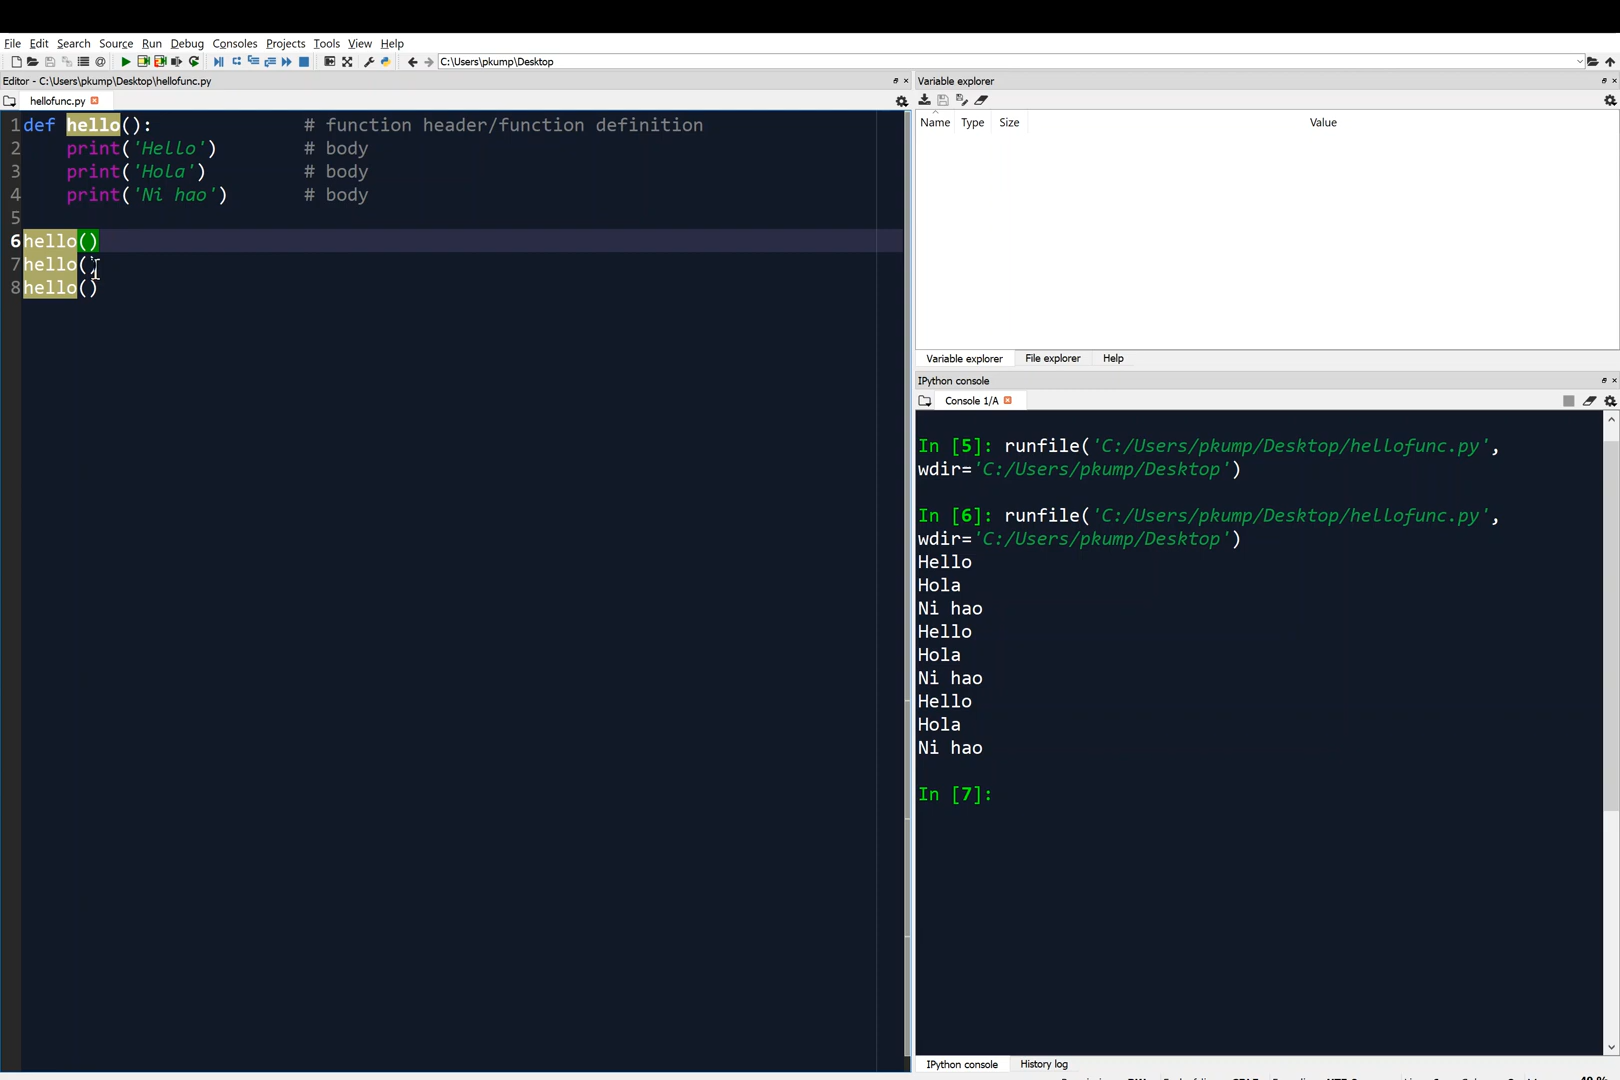 File Edit Search Source Run Debug Consoles Projects Tools View Help
C:\Users\pkump\Desktop
Editor - C:\Users\pkump\Desktop\hellofunc.py
hellofunc.py
1 def hello():              # function header/function definition
2     print('Hello')        # body
3     print('Hola')         # body
4     print('Ni hao')       # body
5
6 hello()
7 hello()
8 hello()
Variable explorer
Name Type Size Value
Variable explorer File explorer Help
IPython console
Console 1/A
In [5]: runfile('C:/Users/pkump/Desktop/hellofunc.py',
wdir='C:/Users/pkump/Desktop')
In [6]: runfile('C:/Users/pkump/Desktop/hellofunc.py',
wdir='C:/Users/pkump/Desktop')
Hello
Hola
Ni hao
Hello
Hola
Ni hao
Hello
Hola
Ni hao
In [7]:
IPython console History log